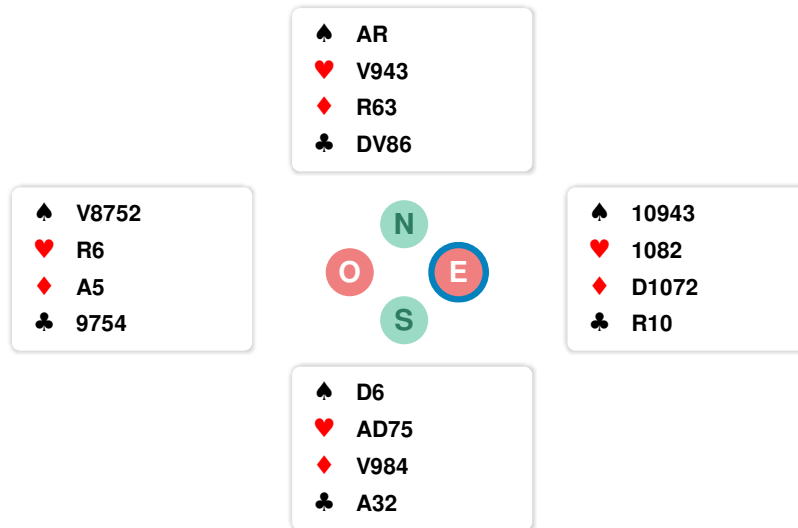 ♠ AR
♥ V943
♦ R63
♣ DV86
♠ V8752
♥ R6
♦ A5
♣ 9754
N
O
E
S
♠ 10943
♥ 1082
♦ D1072
♣ R10
♠ D6
♥ AD75
♦ V984
♣ A32